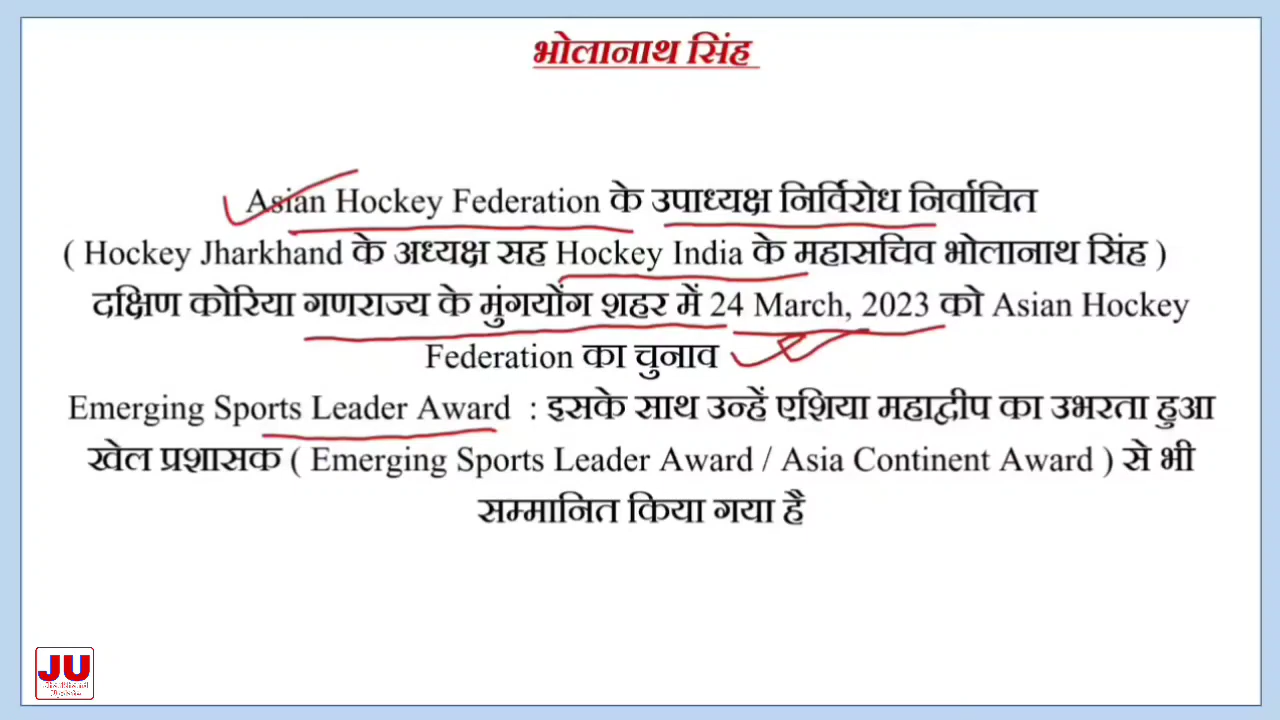 भोलानाथ सिंह
Asian Hockey Federation के उपाध्यक्ष निर्विरोध निर्वाचित
( Hockey Jharkhand के अध्यक्ष सह Hockey India के महासचिव भोलानाथ सिंह )
दक्षिण कोरिया गणराज्य के मुंगयोंग शहर में 24 March, 2023 को Asian Hockey
Federation का चुनाव
Emerging Sports Leader Award : इसके साथ उन्हें एशिया महाद्वीप का उभरता हुआ
खेल प्रशासक ( Emerging Sports Leader Award / Asia Continent Award ) से भी
सम्मानित किया गया है
JU
Jharkhand
Update